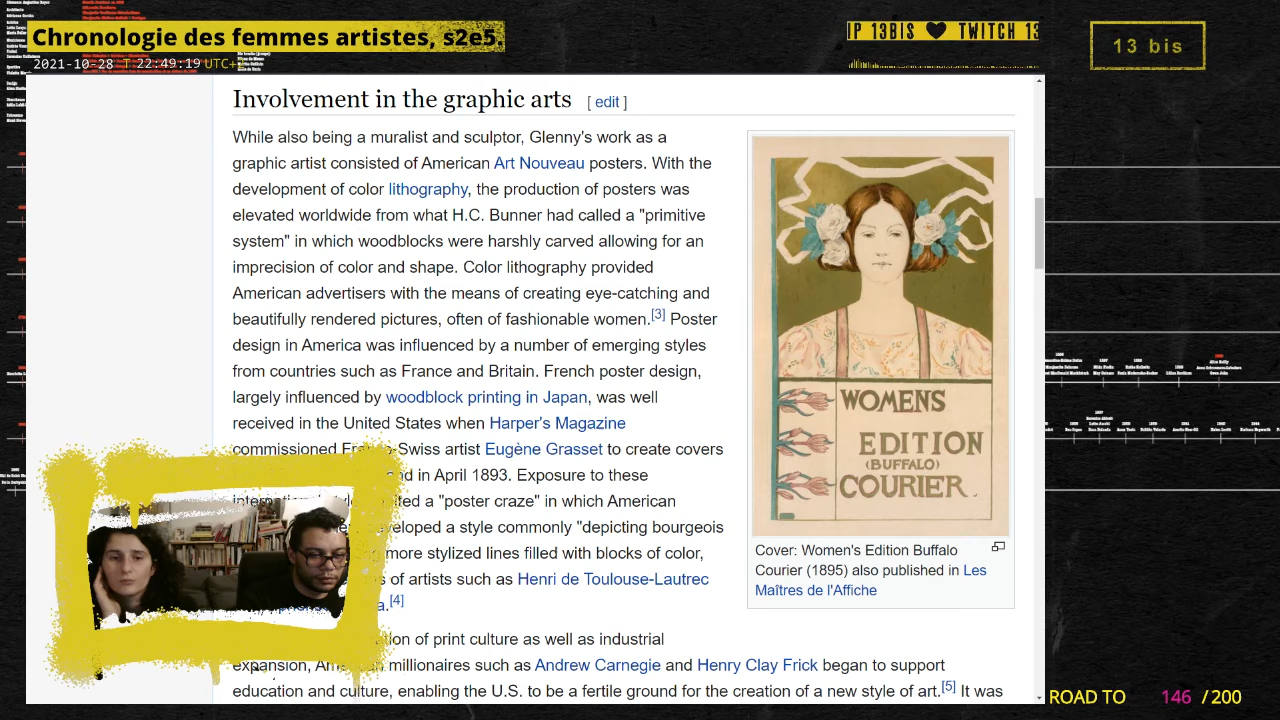 Chronologie des femmes artistes, s2e5
2021-10-28 T 22:49:19 UTC+
IP 13BIS ♥ TWITCH 13
13 bis
Involvement in the graphic arts [ edit ]
While also being a muralist and sculptor, Glenny's work as a
graphic artist consisted of American Art Nouveau posters. With the
development of color lithography, the production of posters was
elevated worldwide from what H.C. Bunner had called a "primitive
system" in which woodblocks were harshly carved allowing for an
imprecision of color and shape. Color lithography provided
American advertisers with the means of creating eye-catching and
beautifully rendered pictures, often of fashionable women.[3] Poster
design in America was influenced by a number of emerging styles
from countries such as France and Britain. French poster design,
largely influenced by woodblock printing in Japan, was well
received in the United States when Harper's Magazine
commissioned Franco-Swiss artist Eugène Grasset to create covers
nd in April 1893. Exposure to these
ted a "poster craze" in which American
veloped a style commonly "depicting bourgeois
more stylized lines filled with blocks of color,
s of artists such as Henri de Toulouse-Lautrec
a.[4]
ion of print culture as well as industrial
expansion, American millionaires such as Andrew Carnegie and Henry Clay Frick began to support
education and culture, enabling the U.S. to be a fertile ground for the creation of a new style of art.[5] It was
WOMENS
EDITION
(BUFFALO)
COURIER.
Cover: Women's Edition Buffalo
Courier (1895) also published in Les
Maîtres de l'Affiche
ROAD TO 146 / 200